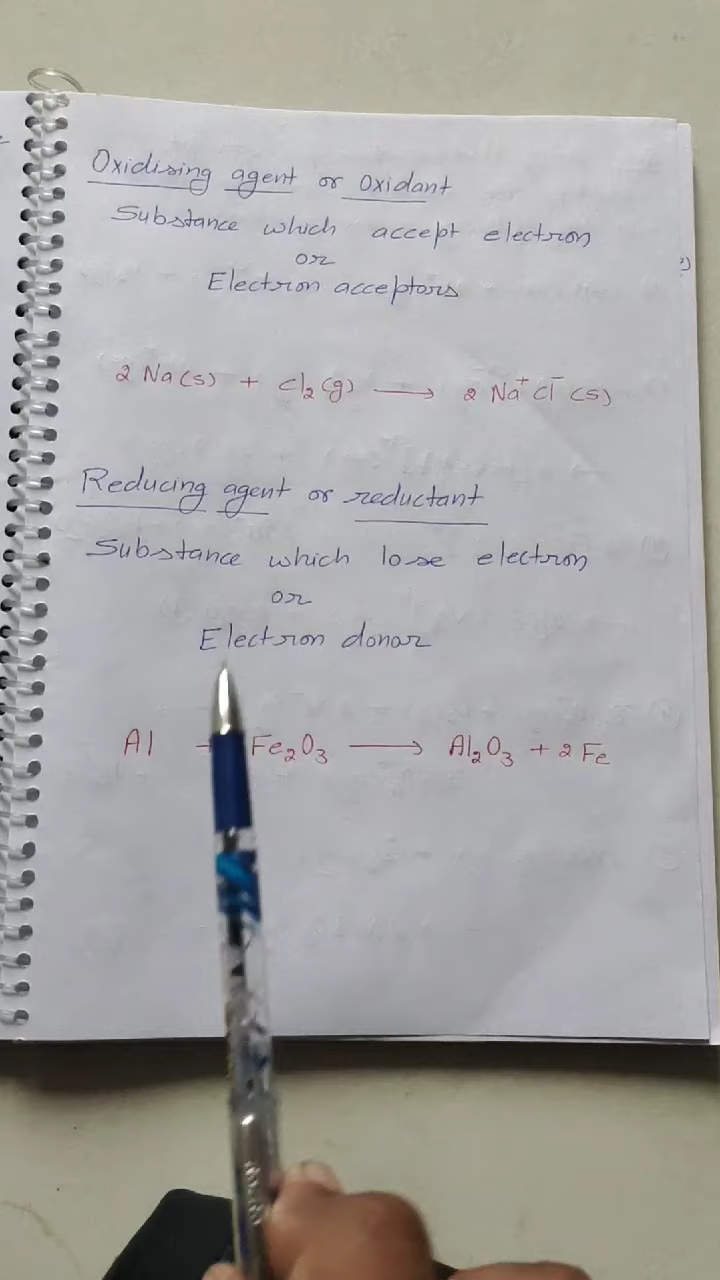 Oxidising agent or Oxidant
Substance which accept electron
or
Electron acceptors
2 Na(s) + Cl₂(g) ⟶ 2 Na⁺Cl⁻(s)
Reducing agent or reductant
Substance which lose electron
or
Electron donar
Al + Fe₂O₃ ⟶ Al₂O₃ + 2 Fe